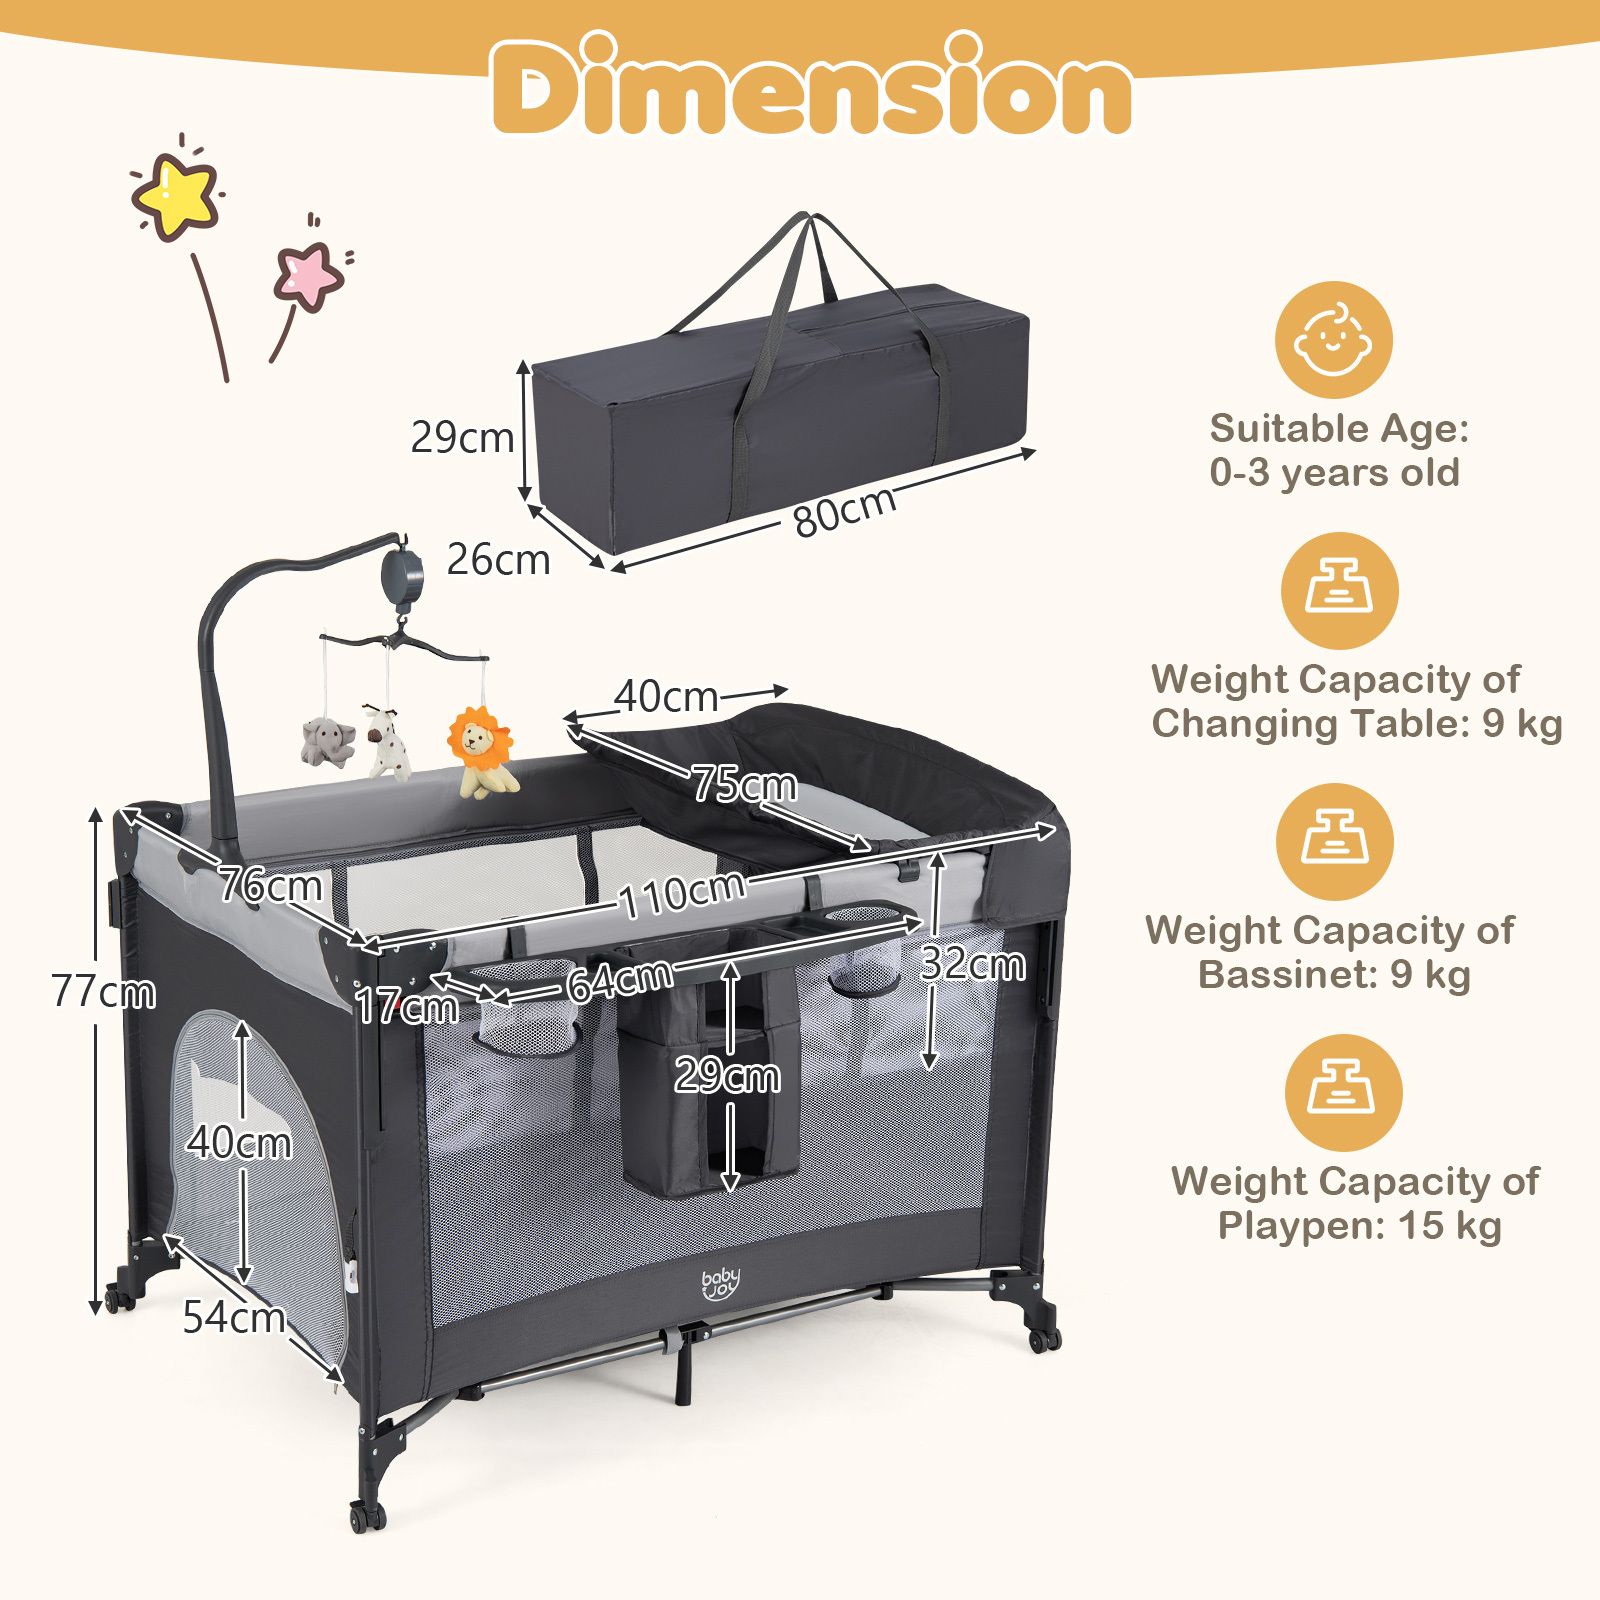 Dimension
29cm
26cm
80cm
40cm
75cm
76cm
110cm
77cm
17cm
64cm
32cm
29cm
40cm
54cm
baby
JOY
Suitable Age:
0-3 years old
Weight Capacity of
Changing Table: 9 kg
Weight Capacity of
Bassinet: 9 kg
Weight Capacity of
Playpen: 15 kg